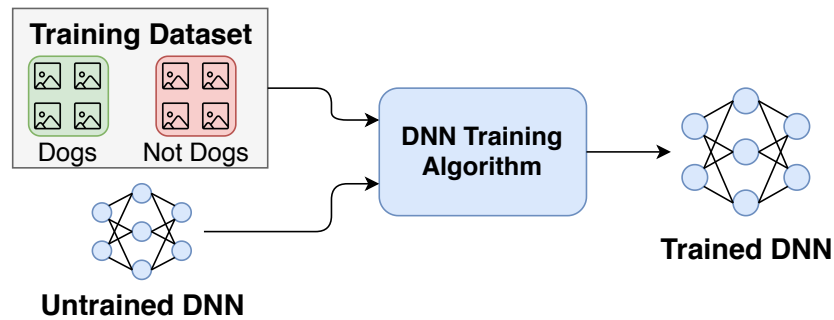 Training Dataset
Dogs
Not Dogs
Untrained DNN
DNN Training
Algorithm
Trained DNN